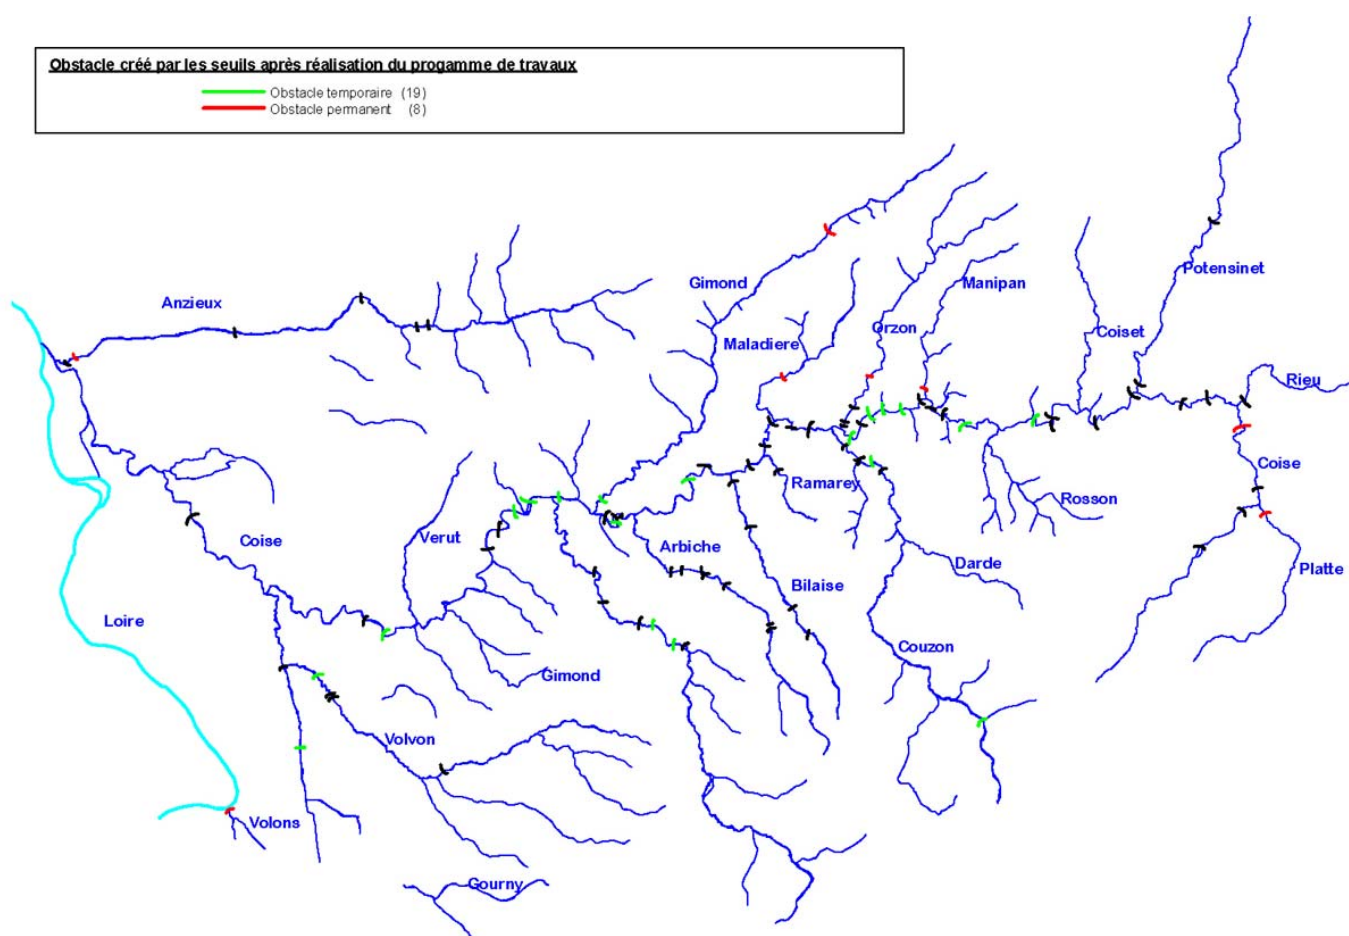 Obstacle créé par les seuils après réalisation du progamme de travaux
Obstacle temporaire (19)
Obstacle permanent (8)
Potensinet
Gimond
Manipan
Anzieux
Orzon
Coiset
Maladiere
Rieu
Coise
Ramarey
Rosson
Verut
Coise
Arbiche
Darde
Platte
Bilaise
Loire
Couzon
Gimond
Volvon
Volons
Gourny